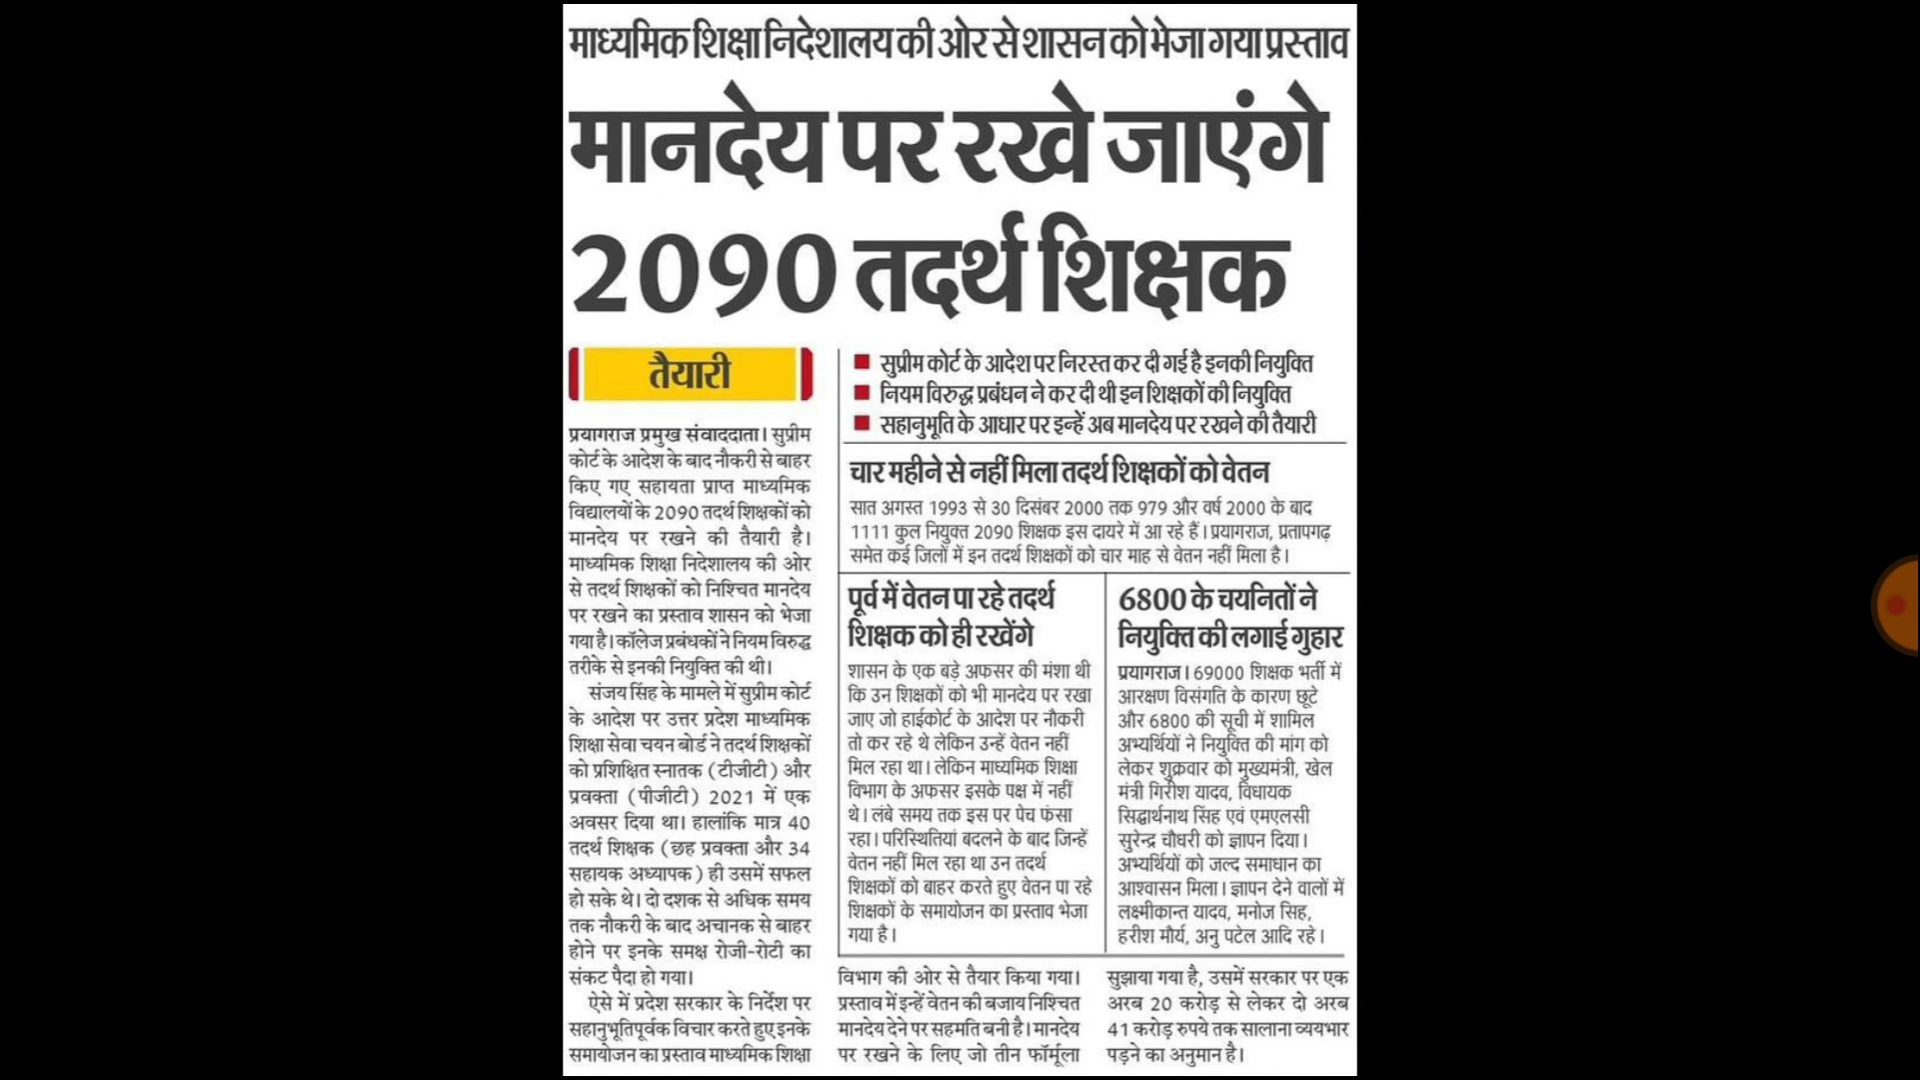 माध्यमिक शिक्षा निदेशालय की ओर से शासन को भेजा गया प्रस्ताव
मानदेय पर रखे जाएंगे
2090 तदर्थ शिक्षक
तैयारी
प्रयागराज प्रमुख संवाददाता। सुप्रीम
कोर्ट के आदेश के बाद नौकरी से बाहर
किए गए सहायता प्राप्त माध्यमिक
विद्यालयों के 2090 तदर्थ शिक्षकों को
मानदेय पर रखने की तैयारी है।
माध्यमिक शिक्षा निदेशालय की ओर
से तदर्थ शिक्षकों को निश्चित मानदेय
पर रखने का प्रस्ताव शासन को भेजा
गया है। कॉलेज प्रबंधकों ने नियम विरुद्ध
तरीके से इनकी नियुक्ति की थी।
संजय सिंह के मामले में सुप्रीम कोर्ट
के आदेश पर उत्तर प्रदेश माध्यमिक
शिक्षा सेवा चयन बोर्ड ने तदर्थ शिक्षकों
को प्रशिक्षित स्नातक (टीजीटी) और
प्रवक्ता (पीजीटी) 2021 में एक
अवसर दिया था। हालांकि मात्र 40
तदर्थ शिक्षक (छह प्रवक्ता और 34
सहायक अध्यापक) ही उसमें सफल
हो सके थे। दो दशक से अधिक समय
तक नौकरी के बाद अचानक से बाहर
होने पर इनके समक्ष रोजी-रोटी का
संकट पैदा हो गया।
ऐसे में प्रदेश सरकार के निर्देश पर
सहानुभूतिपूर्वक विचार करते हुए इनके
समायोजन का प्रस्ताव माध्यमिक शिक्षा
■ सुप्रीम कोर्ट के आदेश पर निरस्त कर दी गई है इनकी नियुक्ति
■ नियम विरुद्ध प्रबंधन ने कर दी थी इन शिक्षकों की नियुक्ति
■ सहानुभूति के आधार पर इन्हें अब मानदेय पर रखने की तैयारी
चार महीने से नहीं मिला तदर्थ शिक्षकों को वेतन
सात अगस्त 1993 से 30 दिसंबर 2000 तक 979 और वर्ष 2000 के बाद
1111 कुल नियुक्त 2090 शिक्षक इस दायरे में आ रहे हैं। प्रयागराज, प्रतापगढ़
समेत कई जिलों में इन तदर्थ शिक्षकों को चार माह से वेतन नहीं मिला है।
पूर्व में वेतन पा रहे तदर्थ
शिक्षक को ही रखेंगे
शासन के एक बड़े अफसर की मंशा थी
कि उन शिक्षकों को भी मानदेय पर रखा
जाए जो हाईकोर्ट के आदेश पर नौकरी
तो कर रहे थे लेकिन उन्हें वेतन नहीं
मिल रहा था। लेकिन माध्यमिक शिक्षा
विभाग के अफसर इसके पक्ष में नहीं
थे। लंबे समय तक इस पर पेच फंसा
रहा। परिस्थितियां बदलने के बाद जिन्हें
वेतन नहीं मिल रहा था उन तदर्थ
शिक्षकों को बाहर करते हुए वेतन पा रहे
शिक्षकों के समायोजन का प्रस्ताव भेजा
गया है।
6800 के चयनितों ने
नियुक्ति की लगाई गुहार
प्रयागराज। 69000 शिक्षक भर्ती में
आरक्षण विसंगति के कारण छूटे
और 6800 की सूची में शामिल
अभ्यर्थियों ने नियुक्ति की मांग को
लेकर शुक्रवार को मुख्यमंत्री, खेल
मंत्री गिरीश यादव, विधायक
सिद्धार्थनाथ सिंह एवं एमएलसी
सुरेन्द्र चौधरी को ज्ञापन दिया।
अभ्यर्थियों को जल्द समाधान का
आश्वासन मिला। ज्ञापन देने वालों में
लक्ष्मीकान्त यादव, मनोज सिह,
हरीश मौर्य, अनु पटेल आदि रहे।
विभाग की ओर से तैयार किया गया।
प्रस्ताव में इन्हें वेतन की बजाय निश्चित
मानदेय देने पर सहमति बनी है। मानदेय
पर रखने के लिए जो तीन फॉर्मूला
सुझाया गया है, उसमें सरकार पर एक
अरब 20 करोड़ से लेकर दो अरब
41 करोड़ रुपये तक सालाना व्ययभार
पड़ने का अनुमान है।